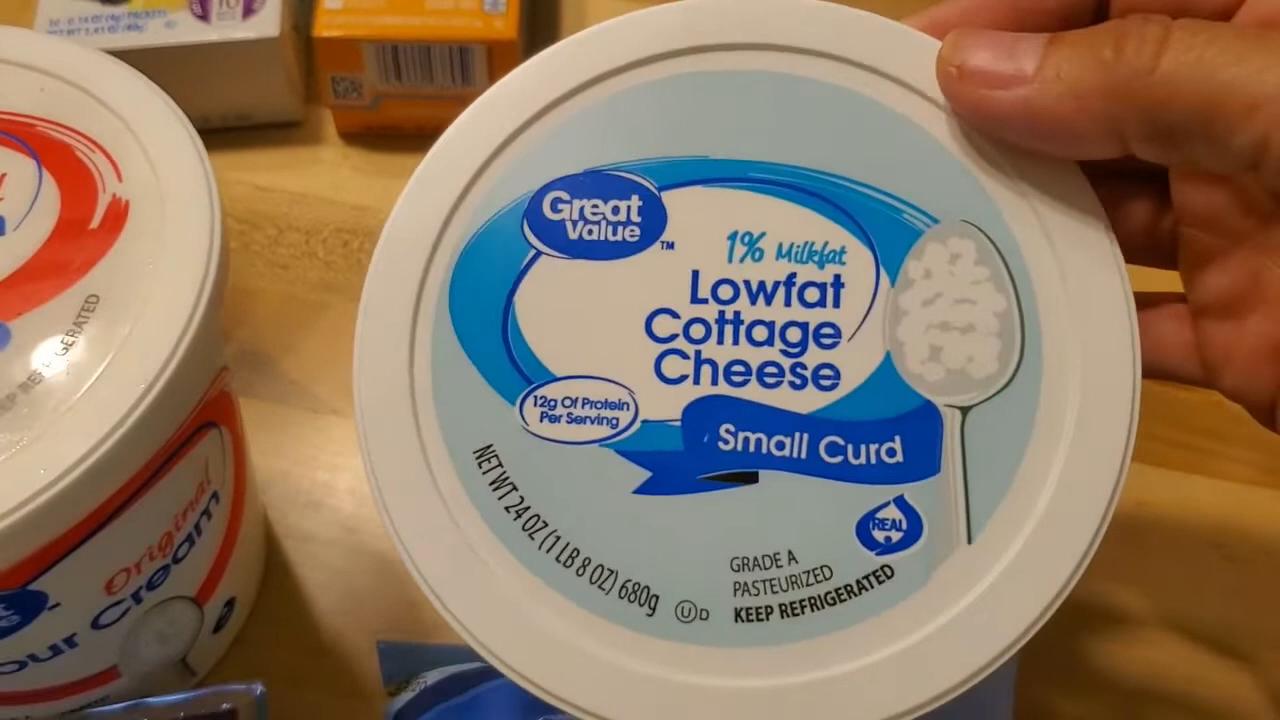 Great
Value
TM
1% Milkfat
Lowfat
Cottage
Cheese
12g Of Protein
Per Serving
Small Curd
NET WT 24 OZ (1 LB 8 OZ) 680g
U D
REAL
GRADE A
PASTEURIZED
KEEP REFRIGERATED
Original
Cream
10